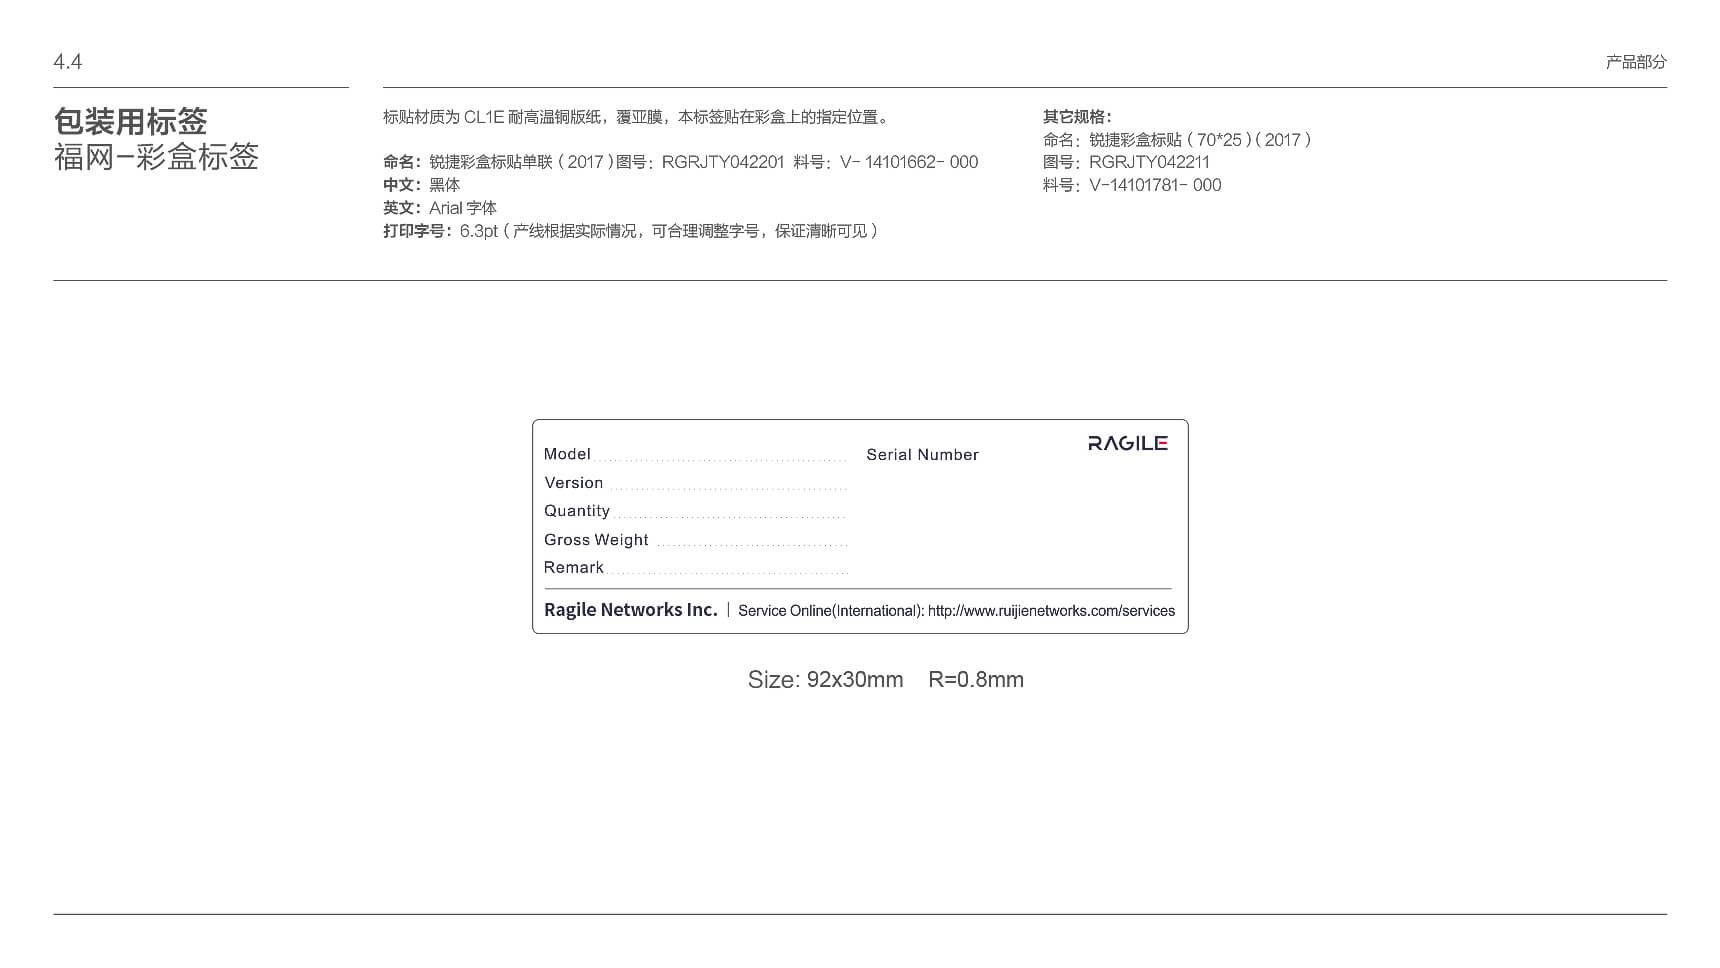 4.4
产品部分
包装用标签
福网-彩盒标签
标贴材质为 CL1E 耐高温铜版纸，覆亚膜，本标签贴在彩盒上的指定位置。
命名：锐捷彩盒标贴单联（2017）图号：RGRJTY042201 料号：V- 14101662- 000
中文：黑体
英文：Arial 字体
打印字号：6.3pt（产线根据实际情况，可合理调整字号，保证清晰可见）
其它规格：
命名：锐捷彩盒标贴（70*25）（2017）
图号：RGRJTY042211
料号：V-14101781- 000
RAGILE
Model
Serial Number
Version
Quantity
Gross Weight
Remark
Ragile Networks Inc. | Service Online(International): http://www.ruijienetworks.com/services
Size: 92x30mm R=0.8mm